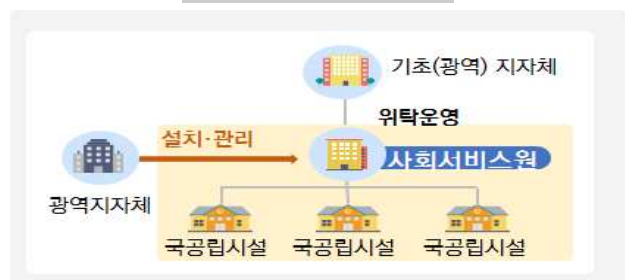 기초(광역) 지자체
위탁운영
설치·관리
사회서비스원
광역지자체
국공립시설 국공립시설 국공립시설